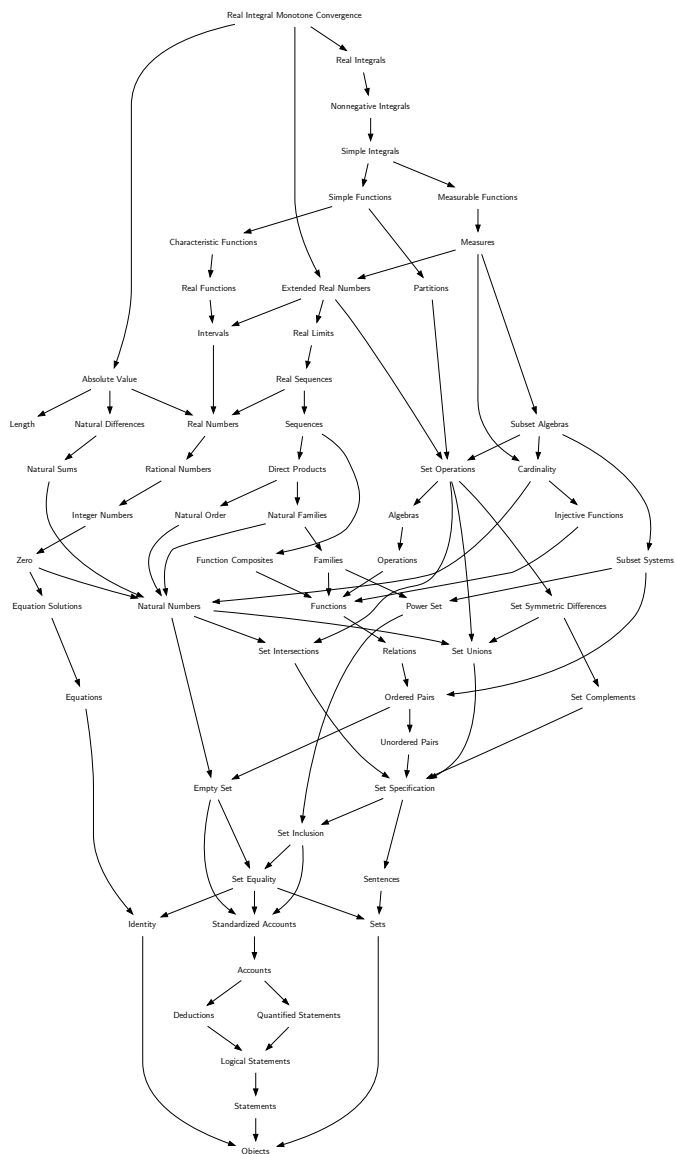 Real Integral Monotone Convergence
Real Integrals
Nonnegative Integrals
Simple Integrals
Simple Functions
Measurable Functions
Characteristic Functions
Measures
Real Functions
Extended Real Numbers
Partitions
Intervals
Real Limits
Absolute Value
Real Sequences
Length
Natural Differences
Real Numbers
Sequences
Subset Algebras
Natural Sums
Rational Numbers
Direct Products
Set Operations
Cardinality
Integer Numbers
Natural Order
Natural Families
Algebras
Injective Functions
Zero
Function Composites
Families
Operations
Subset Systems
Equation Solutions
Natural Numbers
Functions
Power Set
Set Symmetric Differences
Set Intersections
Relations
Set Unions
Equations
Ordered Pairs
Set Complements
Unordered Pairs
Empty Set
Set Specification
Set Inclusion
Set Equality
Sentences
Identity
Standardized Accounts
Sets
Accounts
Deductions
Quantified Statements
Logical Statements
Statements
Objects